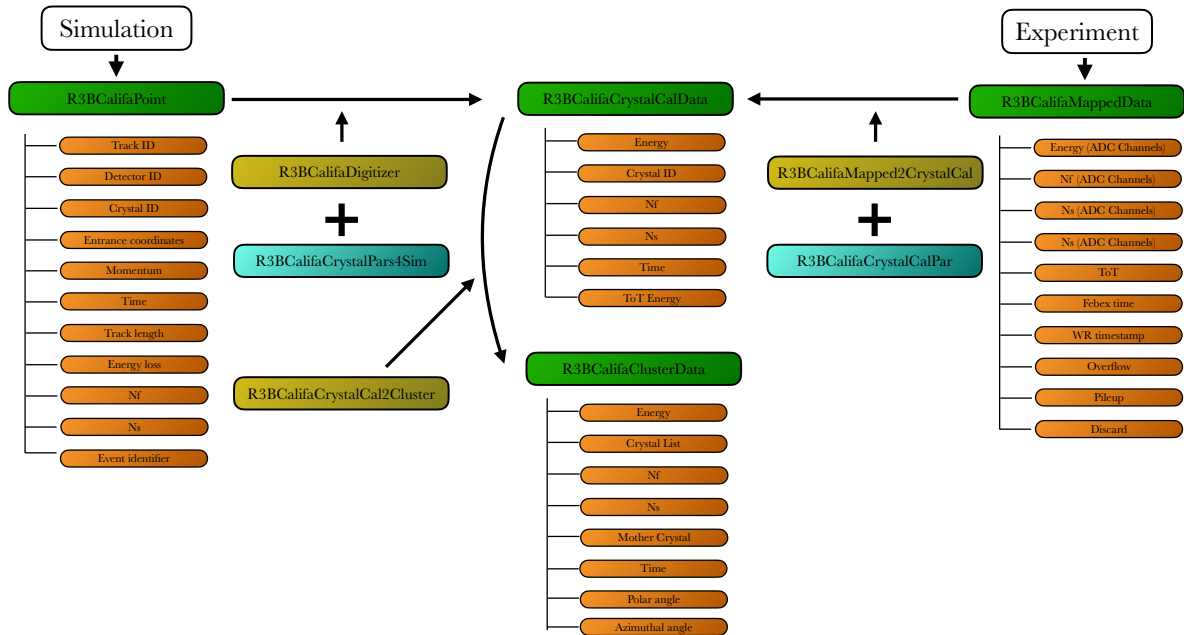 Simulation
Experiment
R3BCalifaPoint
R3BCalifaCrystalCalData
R3BCalifaMappedData
Track ID
Detector ID
Crystal ID
Entrance coordinates
Momentum
Time
Track length
Energy loss
Nf
Ns
Event identifier
R3BCalifaDigitizer
+
R3BCalifaCrystalPars4Sim
R3BCalifaCrystalCal2Cluster
Energy
Crystal ID
Nf
Ns
Time
ToT Energy
R3BCalifaClusterData
Energy
Crystal List
Nf
Ns
Mother Crystal
Time
Polar angle
Azimuthal angle
R3BCalifaMapped2CrystalCal
+
R3BCalifaCrystalCalPar
Energy (ADC Channels)
Nf (ADC Channels)
Ns (ADC Channels)
Ns (ADC Channels)
ToT
Febex time
WR timestamp
Overflow
Pileup
Discard